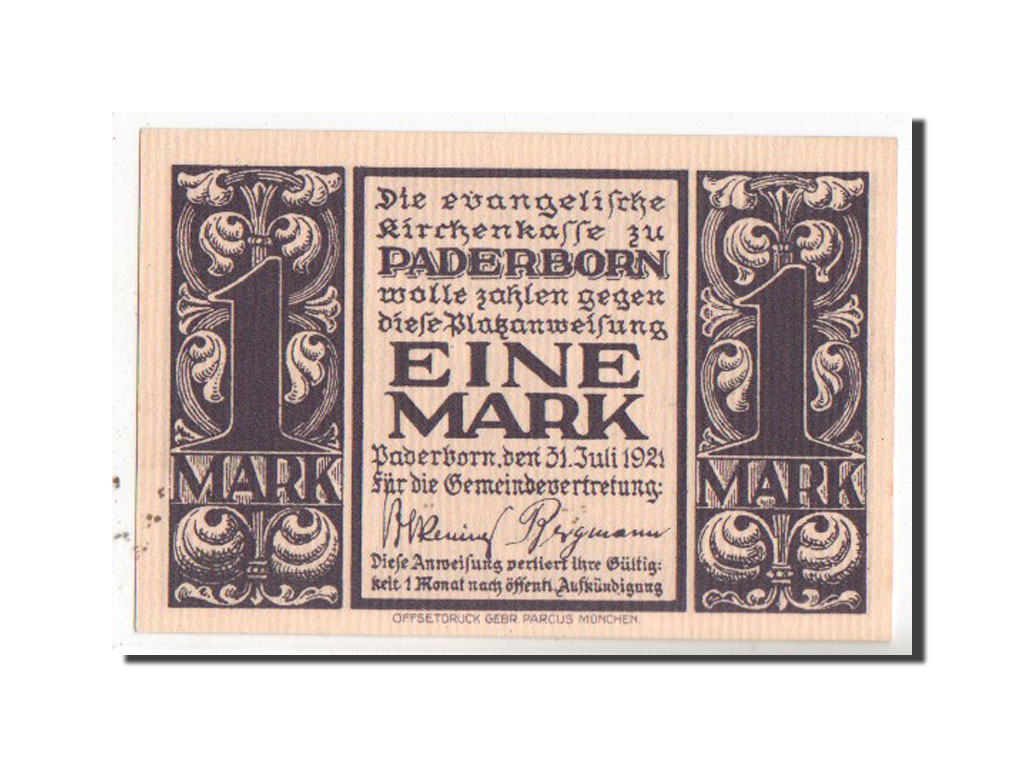 Die evangelische
Kirchenkasse zu
PADERBORN
wolle zahlen gegen
diese Platzanweisung
EINE
MARK
Paderborn, den 31. Juli 1921
Für die Gemeindevertretung:
Bergmann
Diese Anweisung verliert ihre Gültig:
keit 1 Monat nach öffentl. Aufkündigung
1
MARK
1
MARK
OFFSETDRUCK GEBR. PARCUS MÜNCHEN.